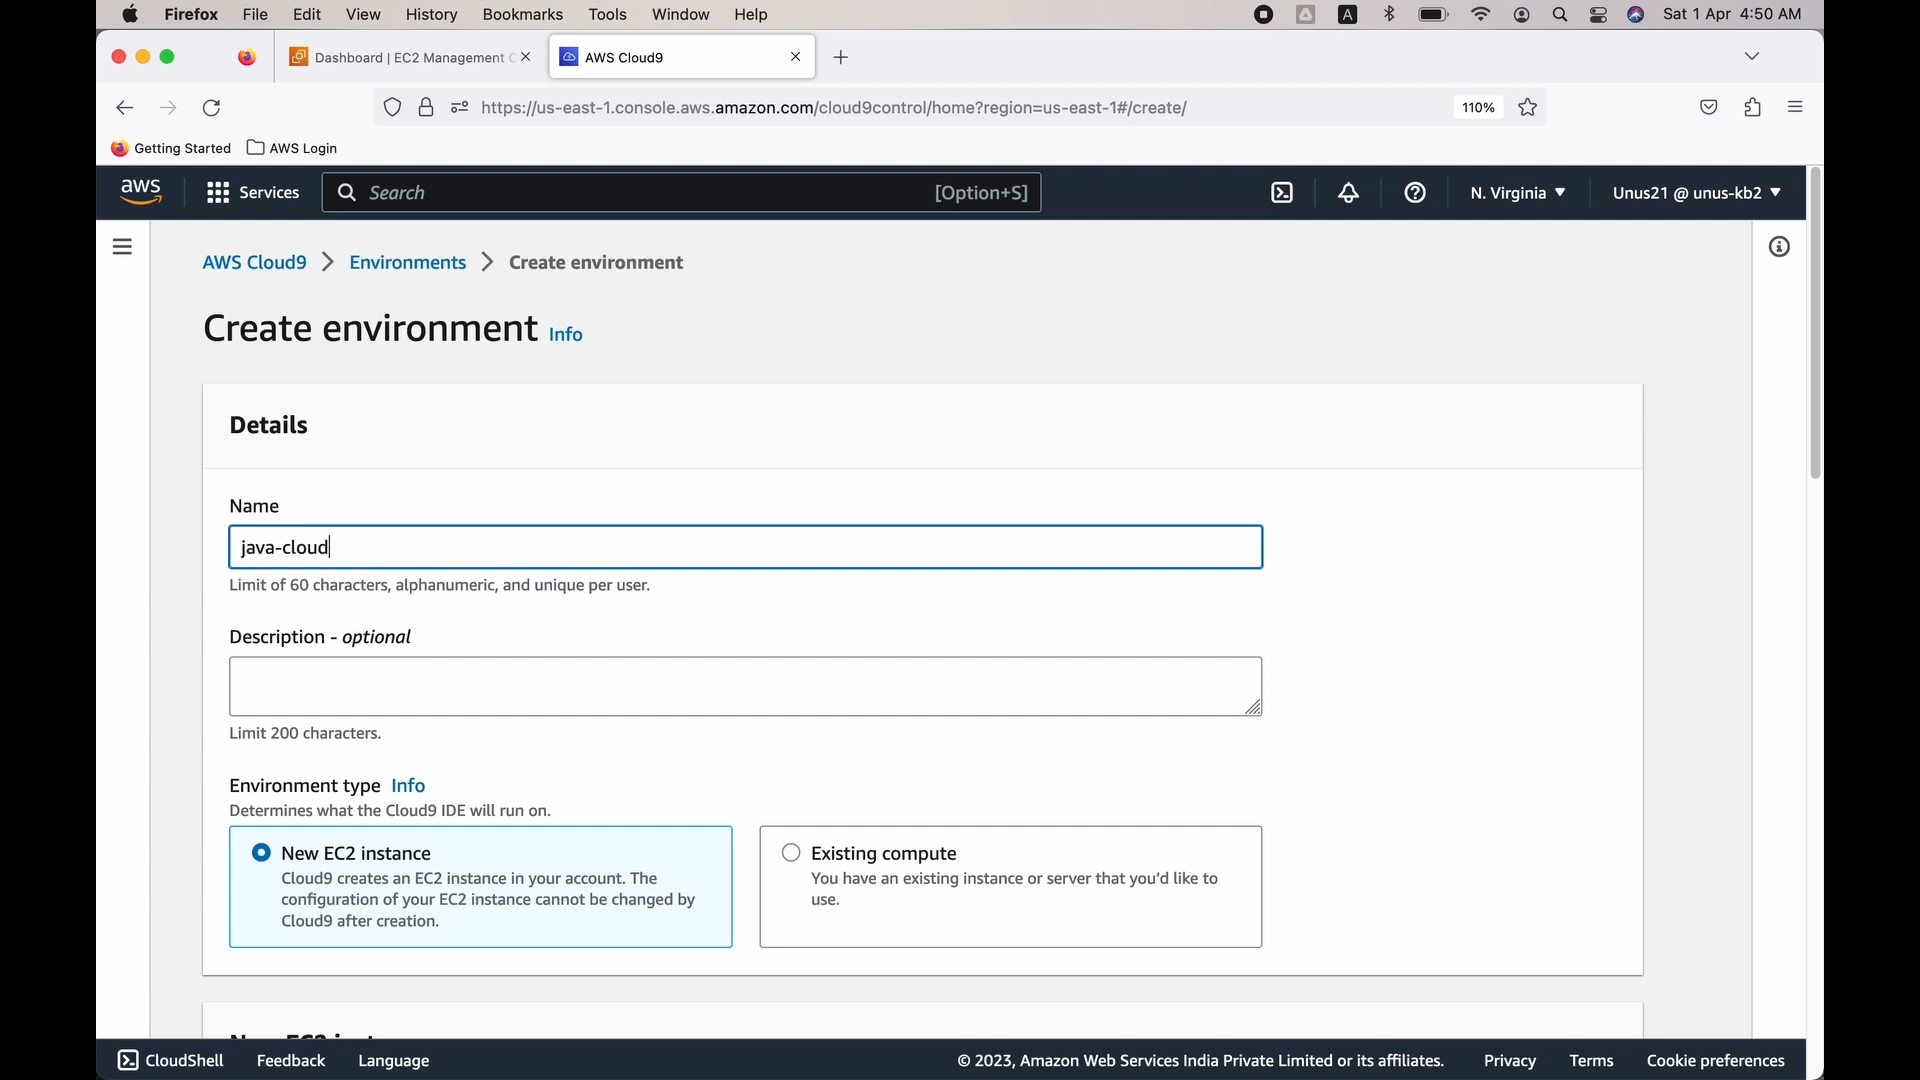 Firefox File Edit View History Bookmarks Tools Window Help
A Sat 1 Apr 4:50 AM
Dashboard | EC2 Management C
AWS Cloud9
https://us-east-1.console.aws.amazon.com/cloud9control/home?region=us-east-1#/create/
110%
Getting Started AWS Login
aws Services Search [Option+S] N. Virginia Unus21 @ unus-kb2
AWS Cloud9 Environments Create environment
Create environment Info
Details
Name
java-cloud
Limit of 60 characters, alphanumeric, and unique per user.
Description - optional
Limit 200 characters.
Environment type Info
Determines what the Cloud9 IDE will run on.
New EC2 instance
Cloud9 creates an EC2 instance in your account. The
configuration of your EC2 instance cannot be changed by
Cloud9 after creation.
Existing compute
You have an existing instance or server that you'd like to
use.
CloudShell Feedback Language © 2023, Amazon Web Services India Private Limited or its affiliates. Privacy Terms Cookie preferences